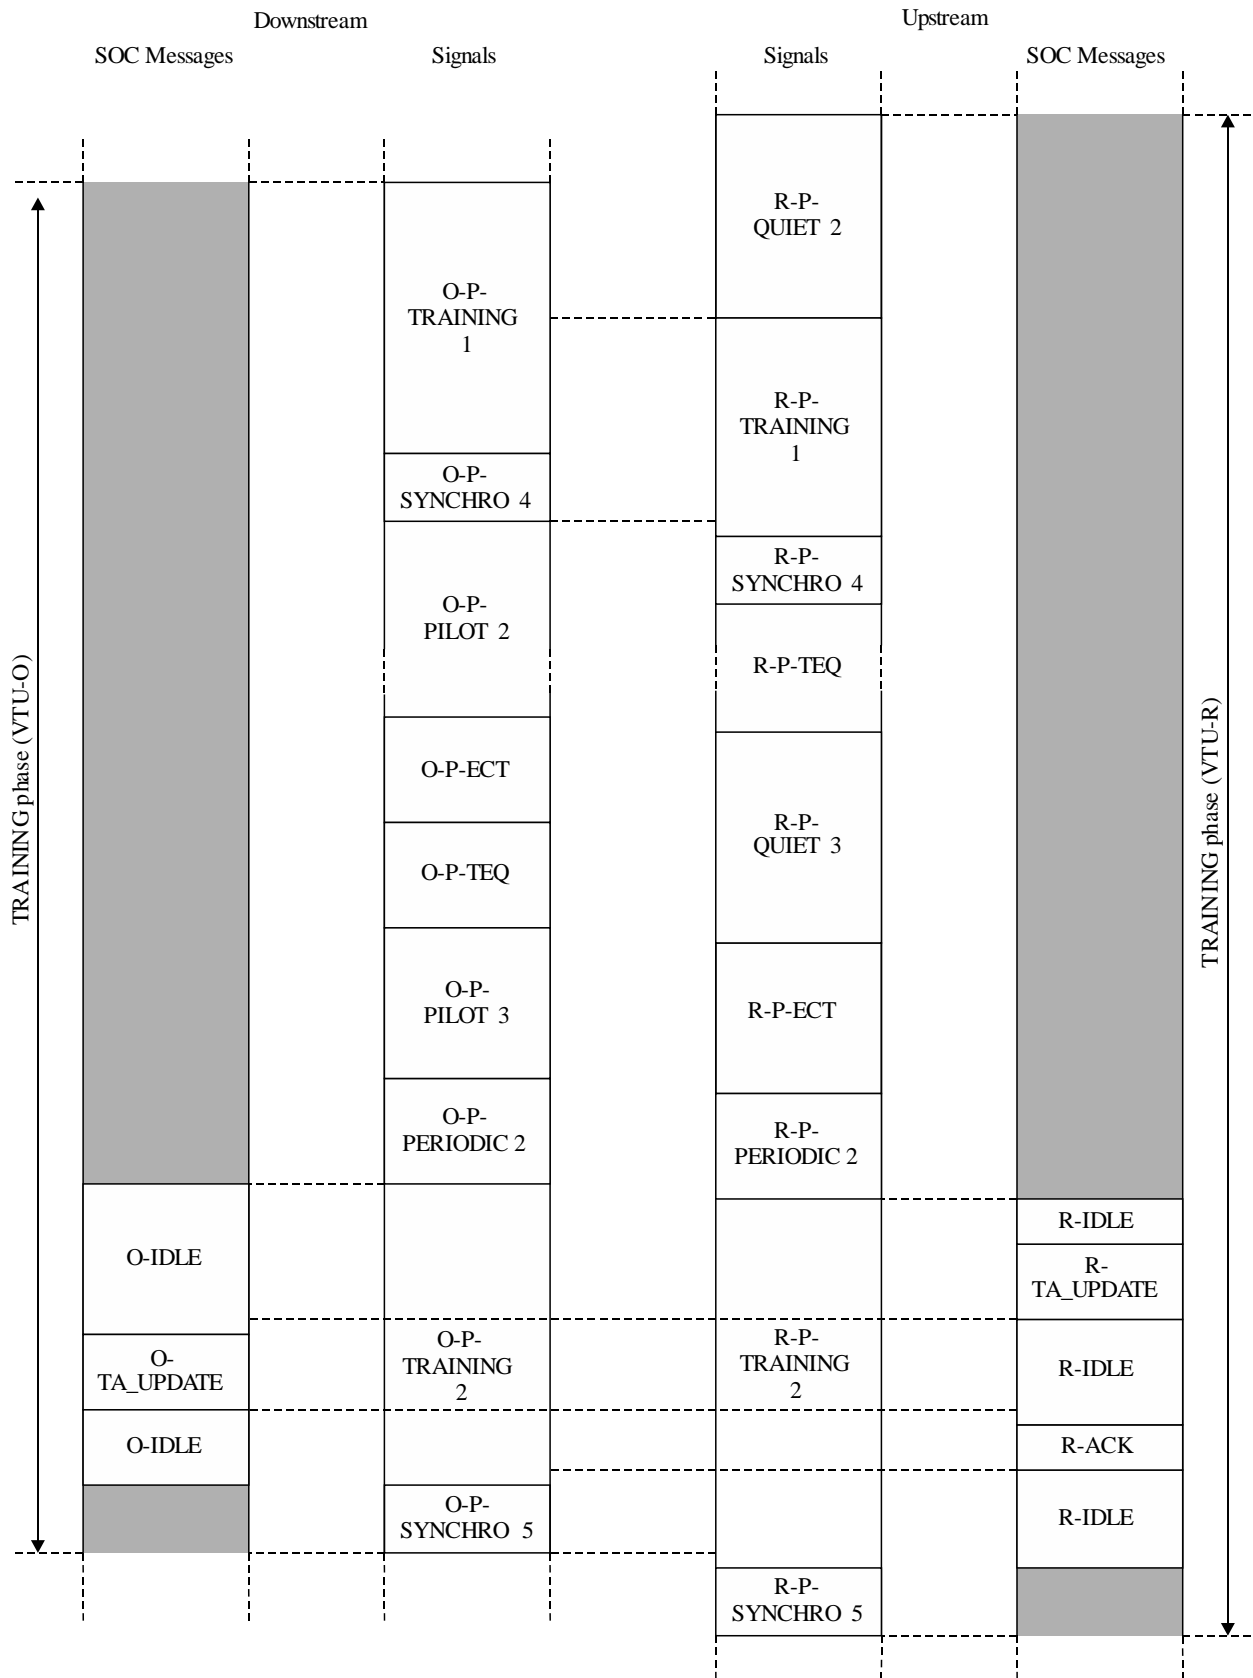 Downstream
Upstream
SOC Messages
Signals
Signals
SOC Messages
R-P-
QUIET 2
O-P-
TRAINING
1
R-P-
TRAINING
1
O-P-
SYNCHRO 4
R-P-
SYNCHRO 4
O-P-
PILOT 2
R-P-TEQ
TRAINING phase (VTU-O)
TRAINING phase (VTU-R)
O-P-ECT
R-P-
QUIET 3
O-P-TEQ
O-P-
PILOT 3
R-P-ECT
O-P-
PERIODIC 2
R-P-
PERIODIC 2
R-IDLE
O-IDLE
R-
TA_UPDATE
O-
TA_UPDATE
O-P-
TRAINING
2
R-P-
TRAINING
2
R-IDLE
O-IDLE
R-ACK
O-P-
SYNCHRO 5
R-IDLE
R-P-
SYNCHRO 5